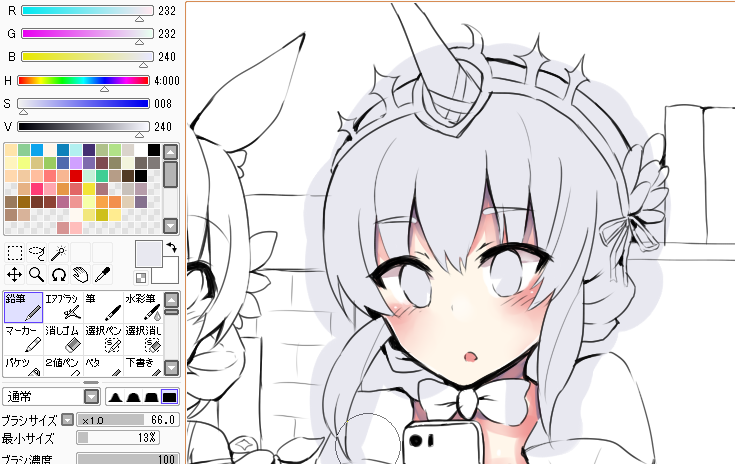 R 232
G 232
B 240
H 4:000
S 008
V 240
鉛筆 エアブラシ 筆 水彩筆
マーカー 消しゴム 選択ペン 選択消し
バケツ 2値ペン ベタ 下書き
通常
ブラシサイズ x1.0 66.0
最小サイズ 13%
ブラシ濃度 100